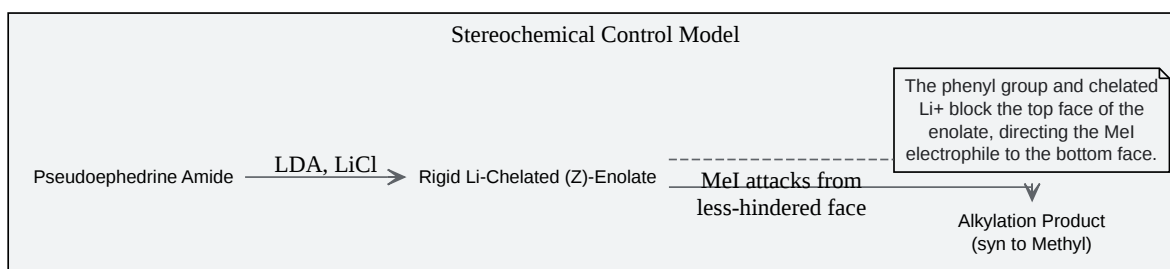 Stereochemical Control Model
The phenyl group and chelated
Li+ block the top face of the
enolate, directing the MeI
electrophile to the bottom face.
Pseudoephedrine Amide
LDA, LiCl
Rigid Li-Chelated (Z)-Enolate
MeI attacks from
less-hindered face
Alkylation Product
(syn to Methyl)